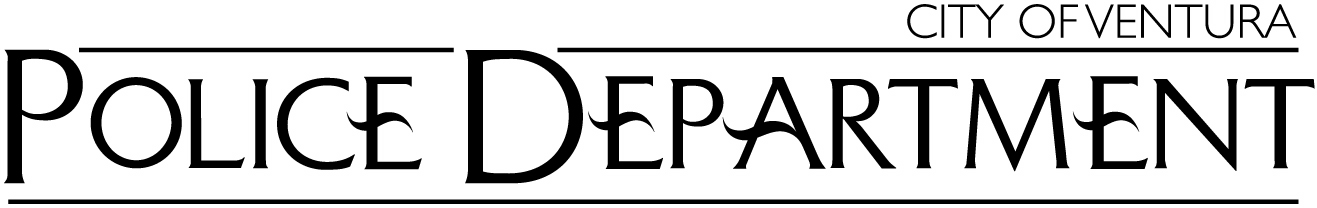 CITY OF VENTURA
POLICE DEPARTMENT